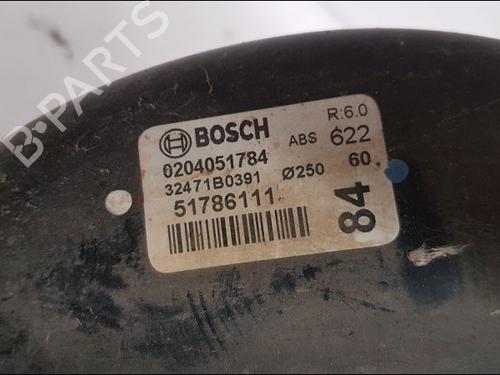 B-PARTS
BOSCH
R:6.0
ABS 622
0204051784
32471B0391 Ø250 60
51786111
84